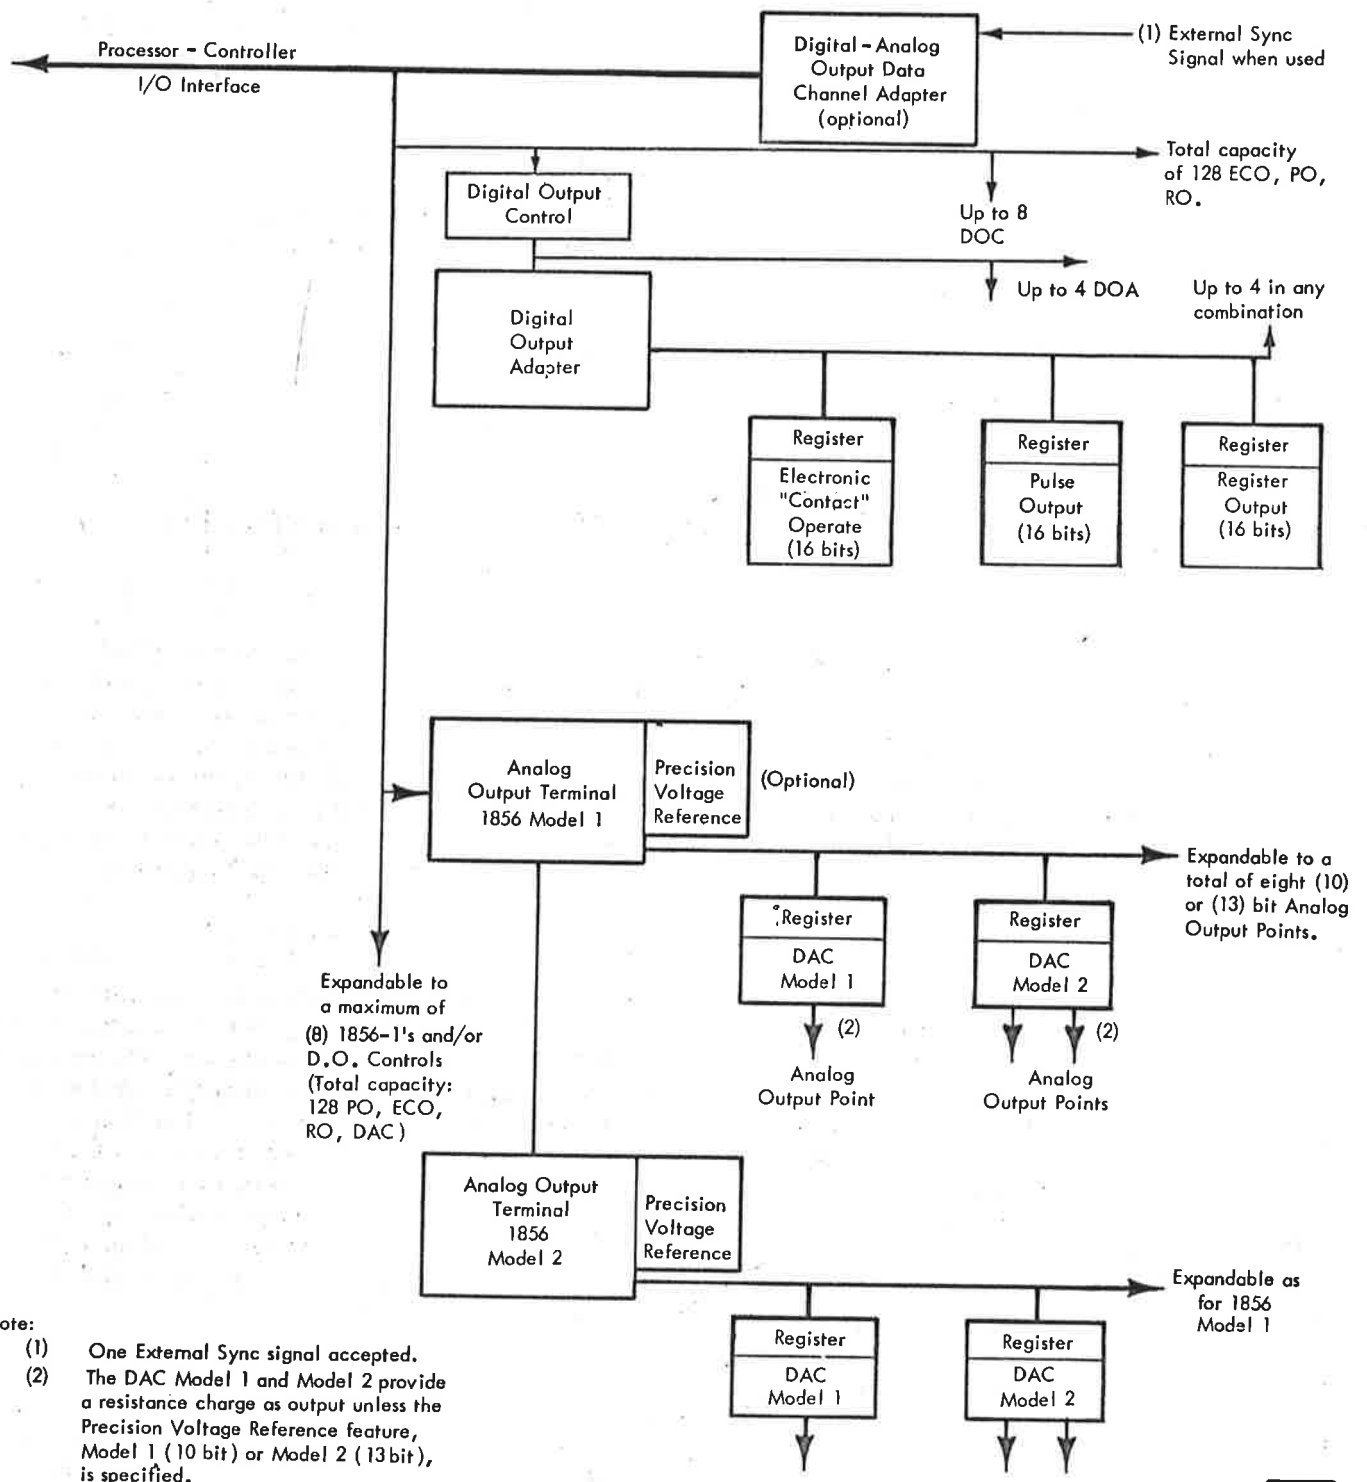 Processor - Controller
I/O Interface
Digital - Analog
Output Data
Channel Adapter
(optional)
(1) External Sync
Signal when used
Total capacity
of 128 ECO, PO,
RO.
Digital Output
Control
Up to 8
DOC
Up to 4 DOA
Up to 4 in any
combination
Digital
Output
Adapter
Register
Electronic
"Contact"
Operate
(16 bits)
Register
Pulse
Output
(16 bits)
Register
Register
Output
(16 bits)
Analog
Output Terminal
1856 Model 1
Precision
Voltage
Reference
(Optional)
Expandable to a
total of eight (10)
or (13) bit Analog
Output Points.
Register
DAC
Model 1
(2)
Analog
Output Point
Register
DAC
Model 2
(2)
Analog
Output Points
Expandable to
a maximum of
(8) 1856-1's and/or
D.O. Controls
(Total capacity:
128 PO, ECO,
RO, DAC)
Analog Output
Terminal
1856
Model 2
Precision
Voltage
Reference
Expandable as
for 1856
Model 1
Register
DAC
Model 1
Register
DAC
Model 2
ote:
(1) One External Sync signal accepted.
(2) The DAC Model 1 and Model 2 provide
a resistance charge as output unless the
Precision Voltage Reference feature,
Model 1 (10 bit) or Model 2 (13bit),
is specified.